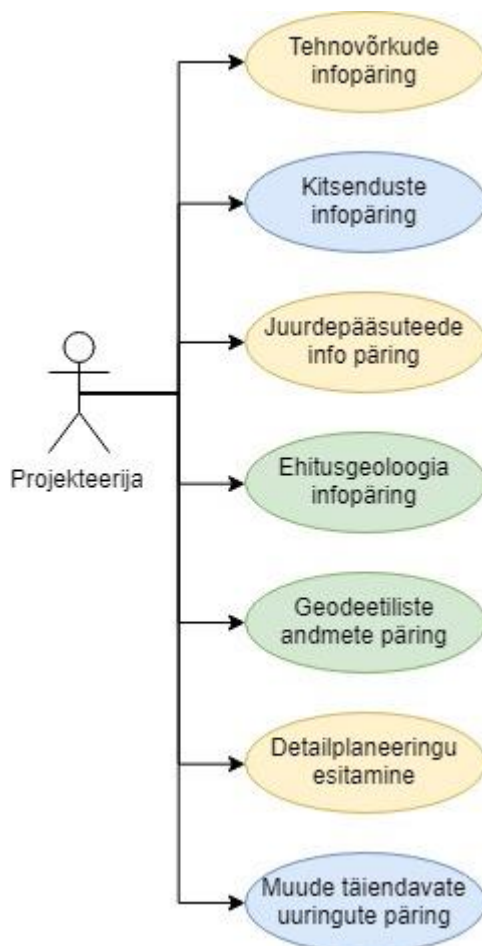 Tehnovõrkude
infopäring
Kitsenduste
infopäring
Juurdepääsuteede
info päring
Projekteerija
Ehitusgeoloogia
infopäring
Geodeetiliste
andmete päring
Detailplaneeringu
esitamine
Muude täiendavate
uuringute päring